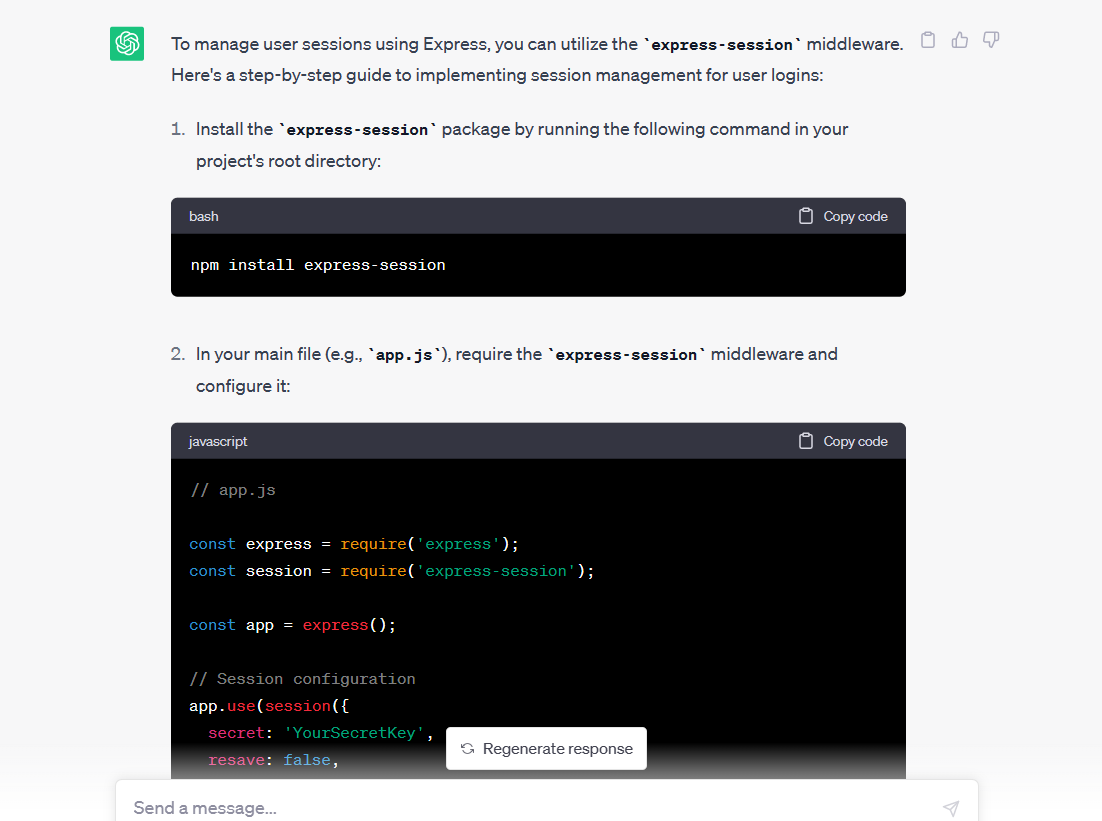 To manage user sessions using Express, you can utilize the `express-session` middleware.
Here's a step-by-step guide to implementing session management for user logins:
1. Install the `express-session` package by running the following command in your
project's root directory:
bash
Copy code
npm install express-session
2. In your main file (e.g., `app.js`), require the `express-session` middleware and
configure it:
javascript
Copy code
// app.js
const express = require('express');
const session = require('express-session');
const app = express();
// Session configuration
app.use(session({
secret: 'YourSecretKey',
Regenerate response
resave: false,
Send a message...